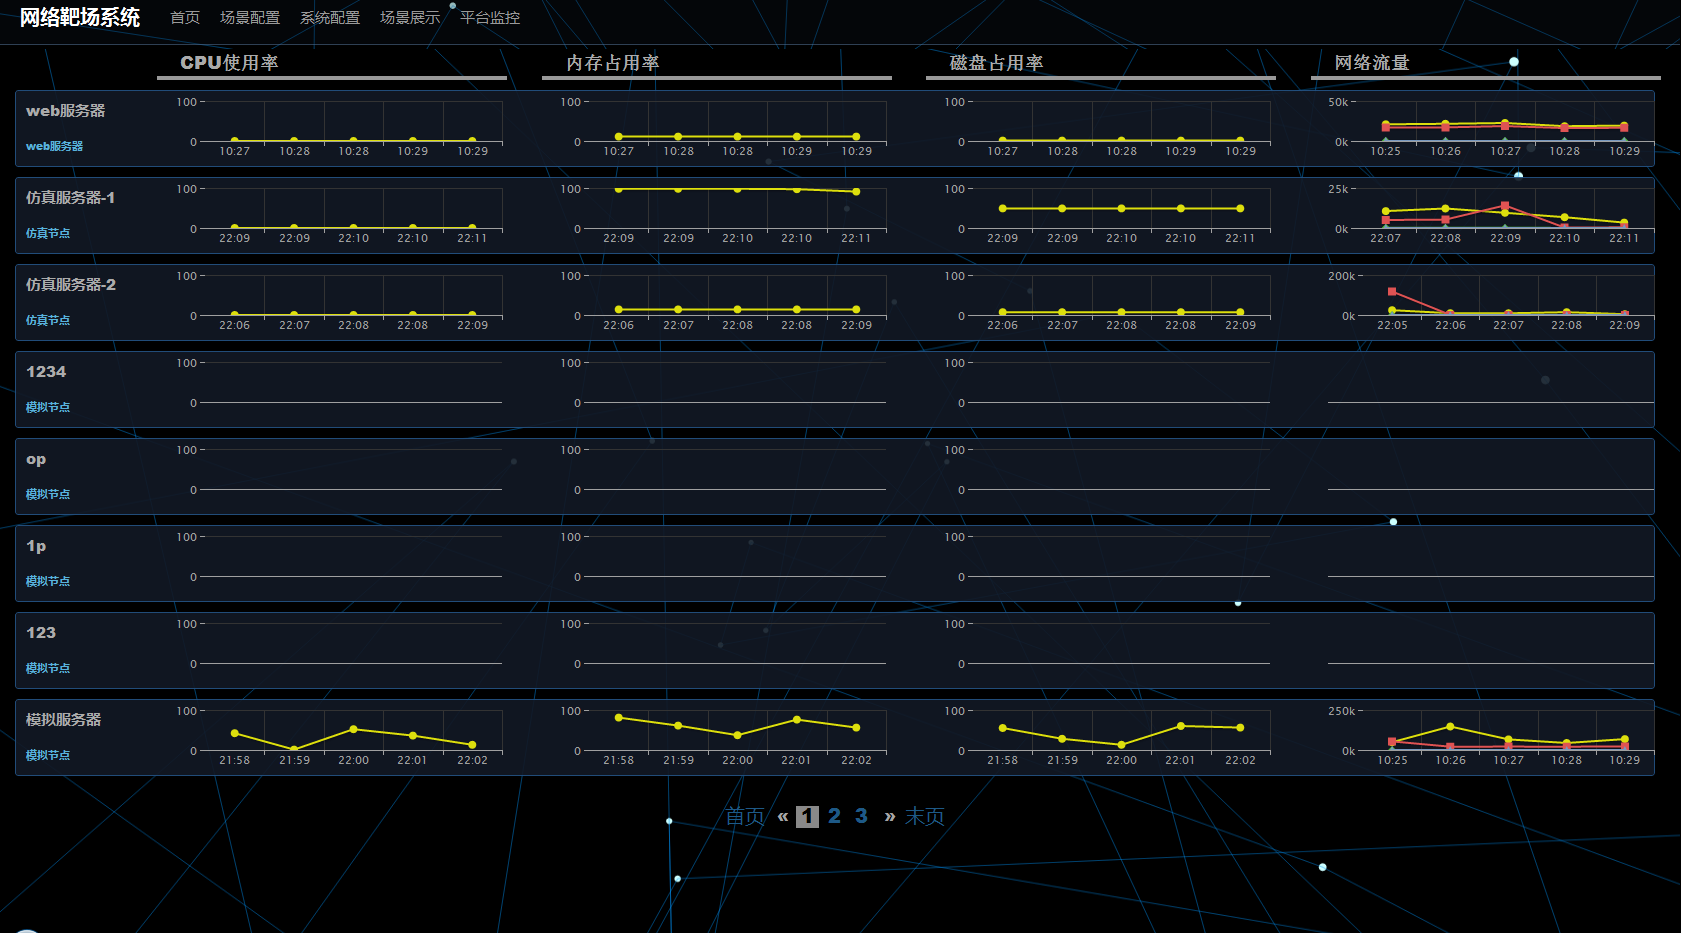 网络靶场系统 首页 场景配置 系统配置 场景展示 平台监控
CPU使用率 内存占用率 磁盘占用率 网络流量
web服务器
web服务器
100 100 100 50k
0 0 0 0k
10:27 10:28 10:28 10:29 10:29 10:27 10:28 10:28 10:29 10:29 10:27 10:28 10:28 10:29 10:29 10:25 10:26 10:27 10:28 10:29
仿真服务器-1
仿真节点
100 100 100 25k
0 0 0 0k
22:09 22:09 22:10 22:10 22:11 22:09 22:09 22:10 22:10 22:11 22:09 22:09 22:10 22:10 22:11 22:07 22:08 22:09 22:10 22:11
仿真服务器-2
仿真节点
100 100 100 200k
0 0 0 0k
22:06 22:07 22:08 22:08 22:09 22:06 22:07 22:08 22:08 22:09 22:06 22:07 22:08 22:08 22:09 22:05 22:06 22:07 22:08 22:09
1234
模拟节点
100 100 100
0 0 0
op
模拟节点
100 100 100
0 0 0
1p
模拟节点
100 100 100
0 0 0
123
模拟节点
100 100 100
0 0 0
模拟服务器
模拟节点
100 100 100 250k
0 0 0 0k
21:58 21:59 22:00 22:01 22:02 21:58 21:59 22:00 22:01 22:02 21:58 21:59 22:00 22:01 22:02 10:25 10:26 10:27 10:28 10:29
首页 « 1 2 3 » 末页